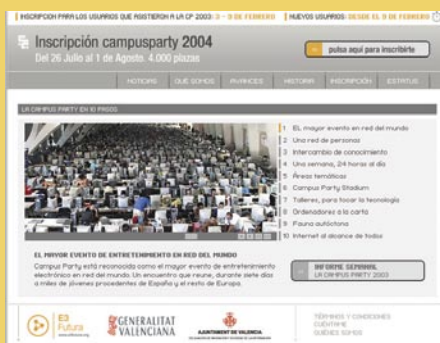 INSCRIPCION PARA LOS USUARIOS QUE ASISTIERON A LA CP 2003: 3 - 9 DE FEBRERO
NUEVOS USUARIOS: DESDE EL 9 DE FEBRERO
Inscripción campusparty 2004
Del 26 Julio al 1 de Agosto. 4.000 plazas
pulsa aquí para inscribirte
NOTICIAS QUE SOMOS AVANCES HISTORIA INSCRIPCIÓN ESTATUS
LA CAMPUS PARTY EN 10 PASOS
1 EL mayor evento en red del mundo
2 Una red de personas
3 Intercambio de conocimiento
4 Una semana, 24 horas al día
5 Áreas temáticas
6 Campus Party Stadium
7 Talleres, para tocar la tecnología
8 Ordenadores a la carta
9 Fauna autóctona
10 Internet al alcance de todos
EL MAYOR EVENTO DE ENTRETENIMIENTO EN RED DEL MUNDO
Campus Party está reconocida como el mayor evento de entretenimiento
electrónico en red del mundo. Un encuentro que reune, durante siete días
a miles de jóvenes procedentes de España y el resto de Europa.
INFORME SEMANAL
LA CAMPUS PARTY 2003
E3
Futura
GENERALITAT
VALENCIANA
AJUNTAMENT DE VALENCIA
TÉRMINOS Y CONDICIONES
CUÉNTAME
QUIÉNES SOMOS